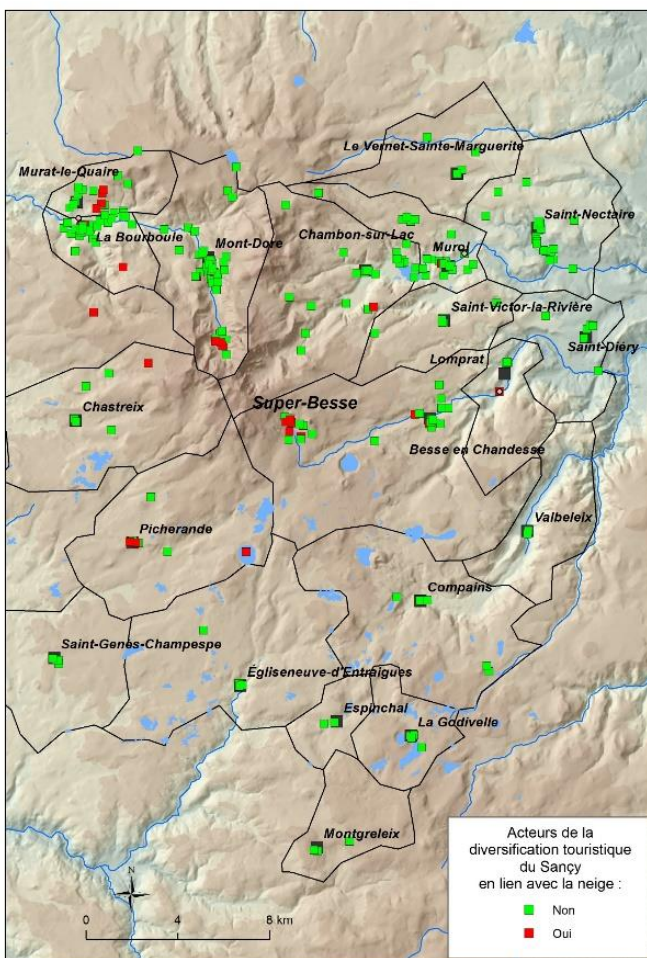 Le Vernet-Sainte-Marguerite
Murat-le-Quaire
Saint-Nectaire
La Bourboule
Mont-Dore
Chambon-sur-Lac
Murol
Saint-Victor-la-Rivière
Saint-Diéry
Lomprat
Super-Besse
Chastreix
Besse en Chandesse
Valbeleix
Picherande
Compains
Saint-Genès-Champespe
Égliseneuve-d'Entraigues
Espinchal
La Godivelle
Montgreleix
N
0 4 8 km
Acteurs de la
diversification touristique
du Sançy
en lien avec la neige :
Non
Oui